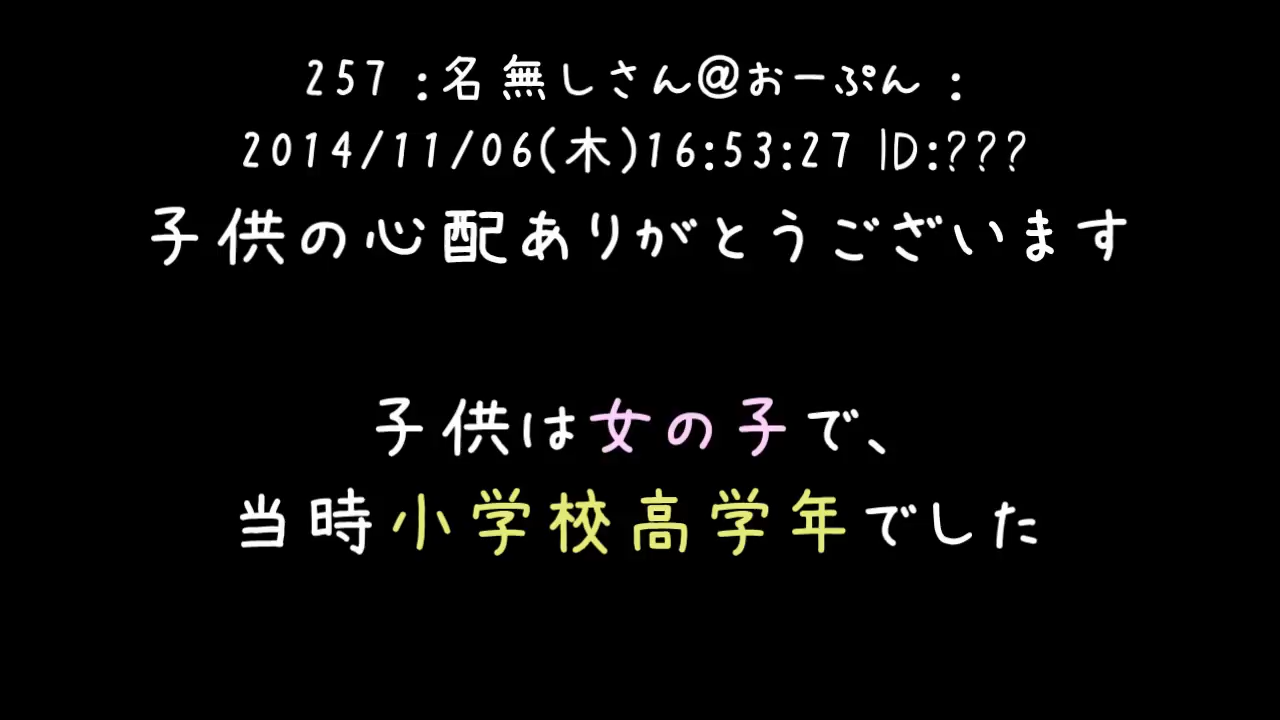 257 :名無しさん@おーぷん :
2014/11/06(木)16:53:27 ID:???
子供の心配ありがとうございます
子供は女の子で、
当時小学校高学年でした